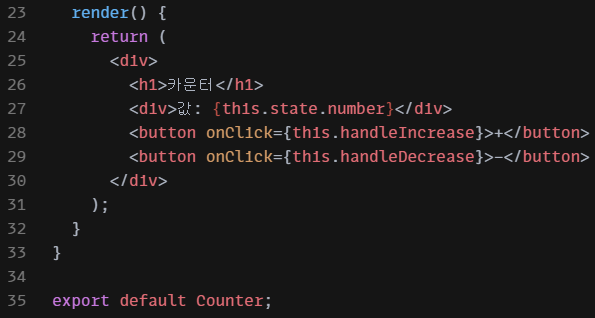 23 render() {
24 return (
25 <div>
26 <h1>카운터</h1>
27 <div>값: {this.state.number}</div>
28 <button onClick={this.handleIncrease}>+</button>
29 <button onClick={this.handleDecrease}>-</button>
30 </div>
31 );
32 }
33 }
34
35 export default Counter;